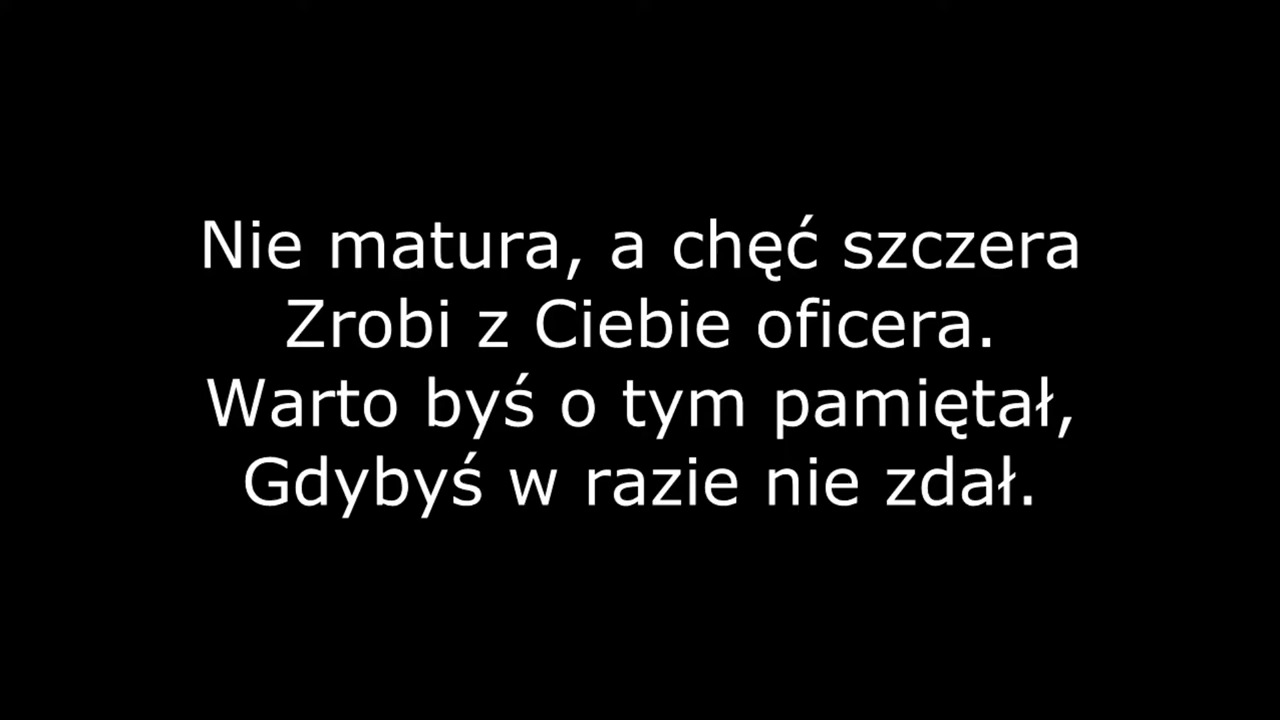 Nie matura, a chęć szczera
Zrobi z Ciebie oficera.
Warto byś o tym pamiętał,
Gdybyś w razie nie zdał.